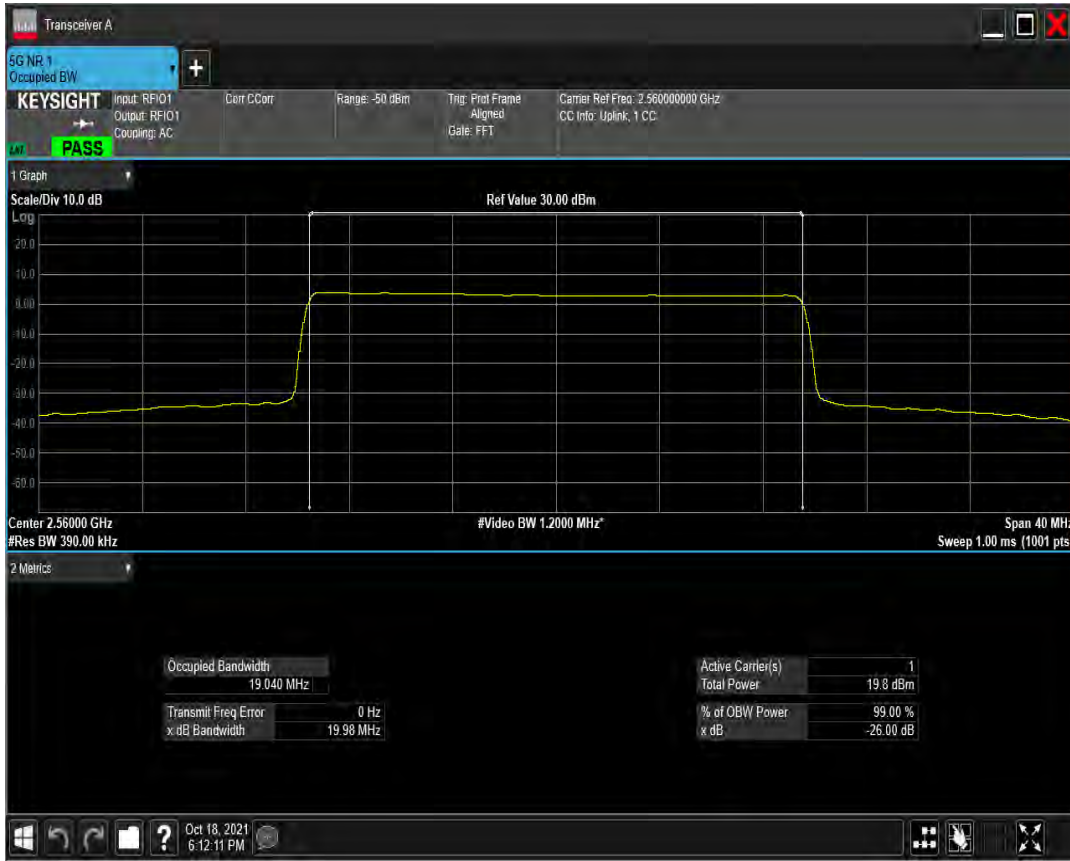 Transceiver A
5G NR 1
Occupied BW
+
KEYSIGHT
PASS
Input: RFIO1
Output: RFIO1
Coupling: AC
Corr CCorr
Range: -50 dBm
Trig: Prot Frame
Aligned
Gate: FFT
Carrier Ref Freq: 2.560000000 GHz
CC Info: Uplink, 1 CC
1 Graph
Scale/Div 10.0 dB
Ref Value 30.00 dBm
Log
20.0
10.0
0.00
-10.0
-20.0
-30.0
-40.0
-50.0
-60.0
Center 2.56000 GHz
#Video BW 1.2000 MHz*
Span 40 MHz
#Res BW 390.00 kHz
Sweep 1.00 ms (1001 pts
2 Metrics
Occupied Bandwidth
19.040 MHz
Transmit Freq Error 0 Hz
x dB Bandwidth 19.98 MHz
Active Carrier(s) 1
Total Power 19.8 dBm
% of OBW Power 99.00 %
x dB -26.00 dB
?
Oct 18, 2021
6:12:11 PM